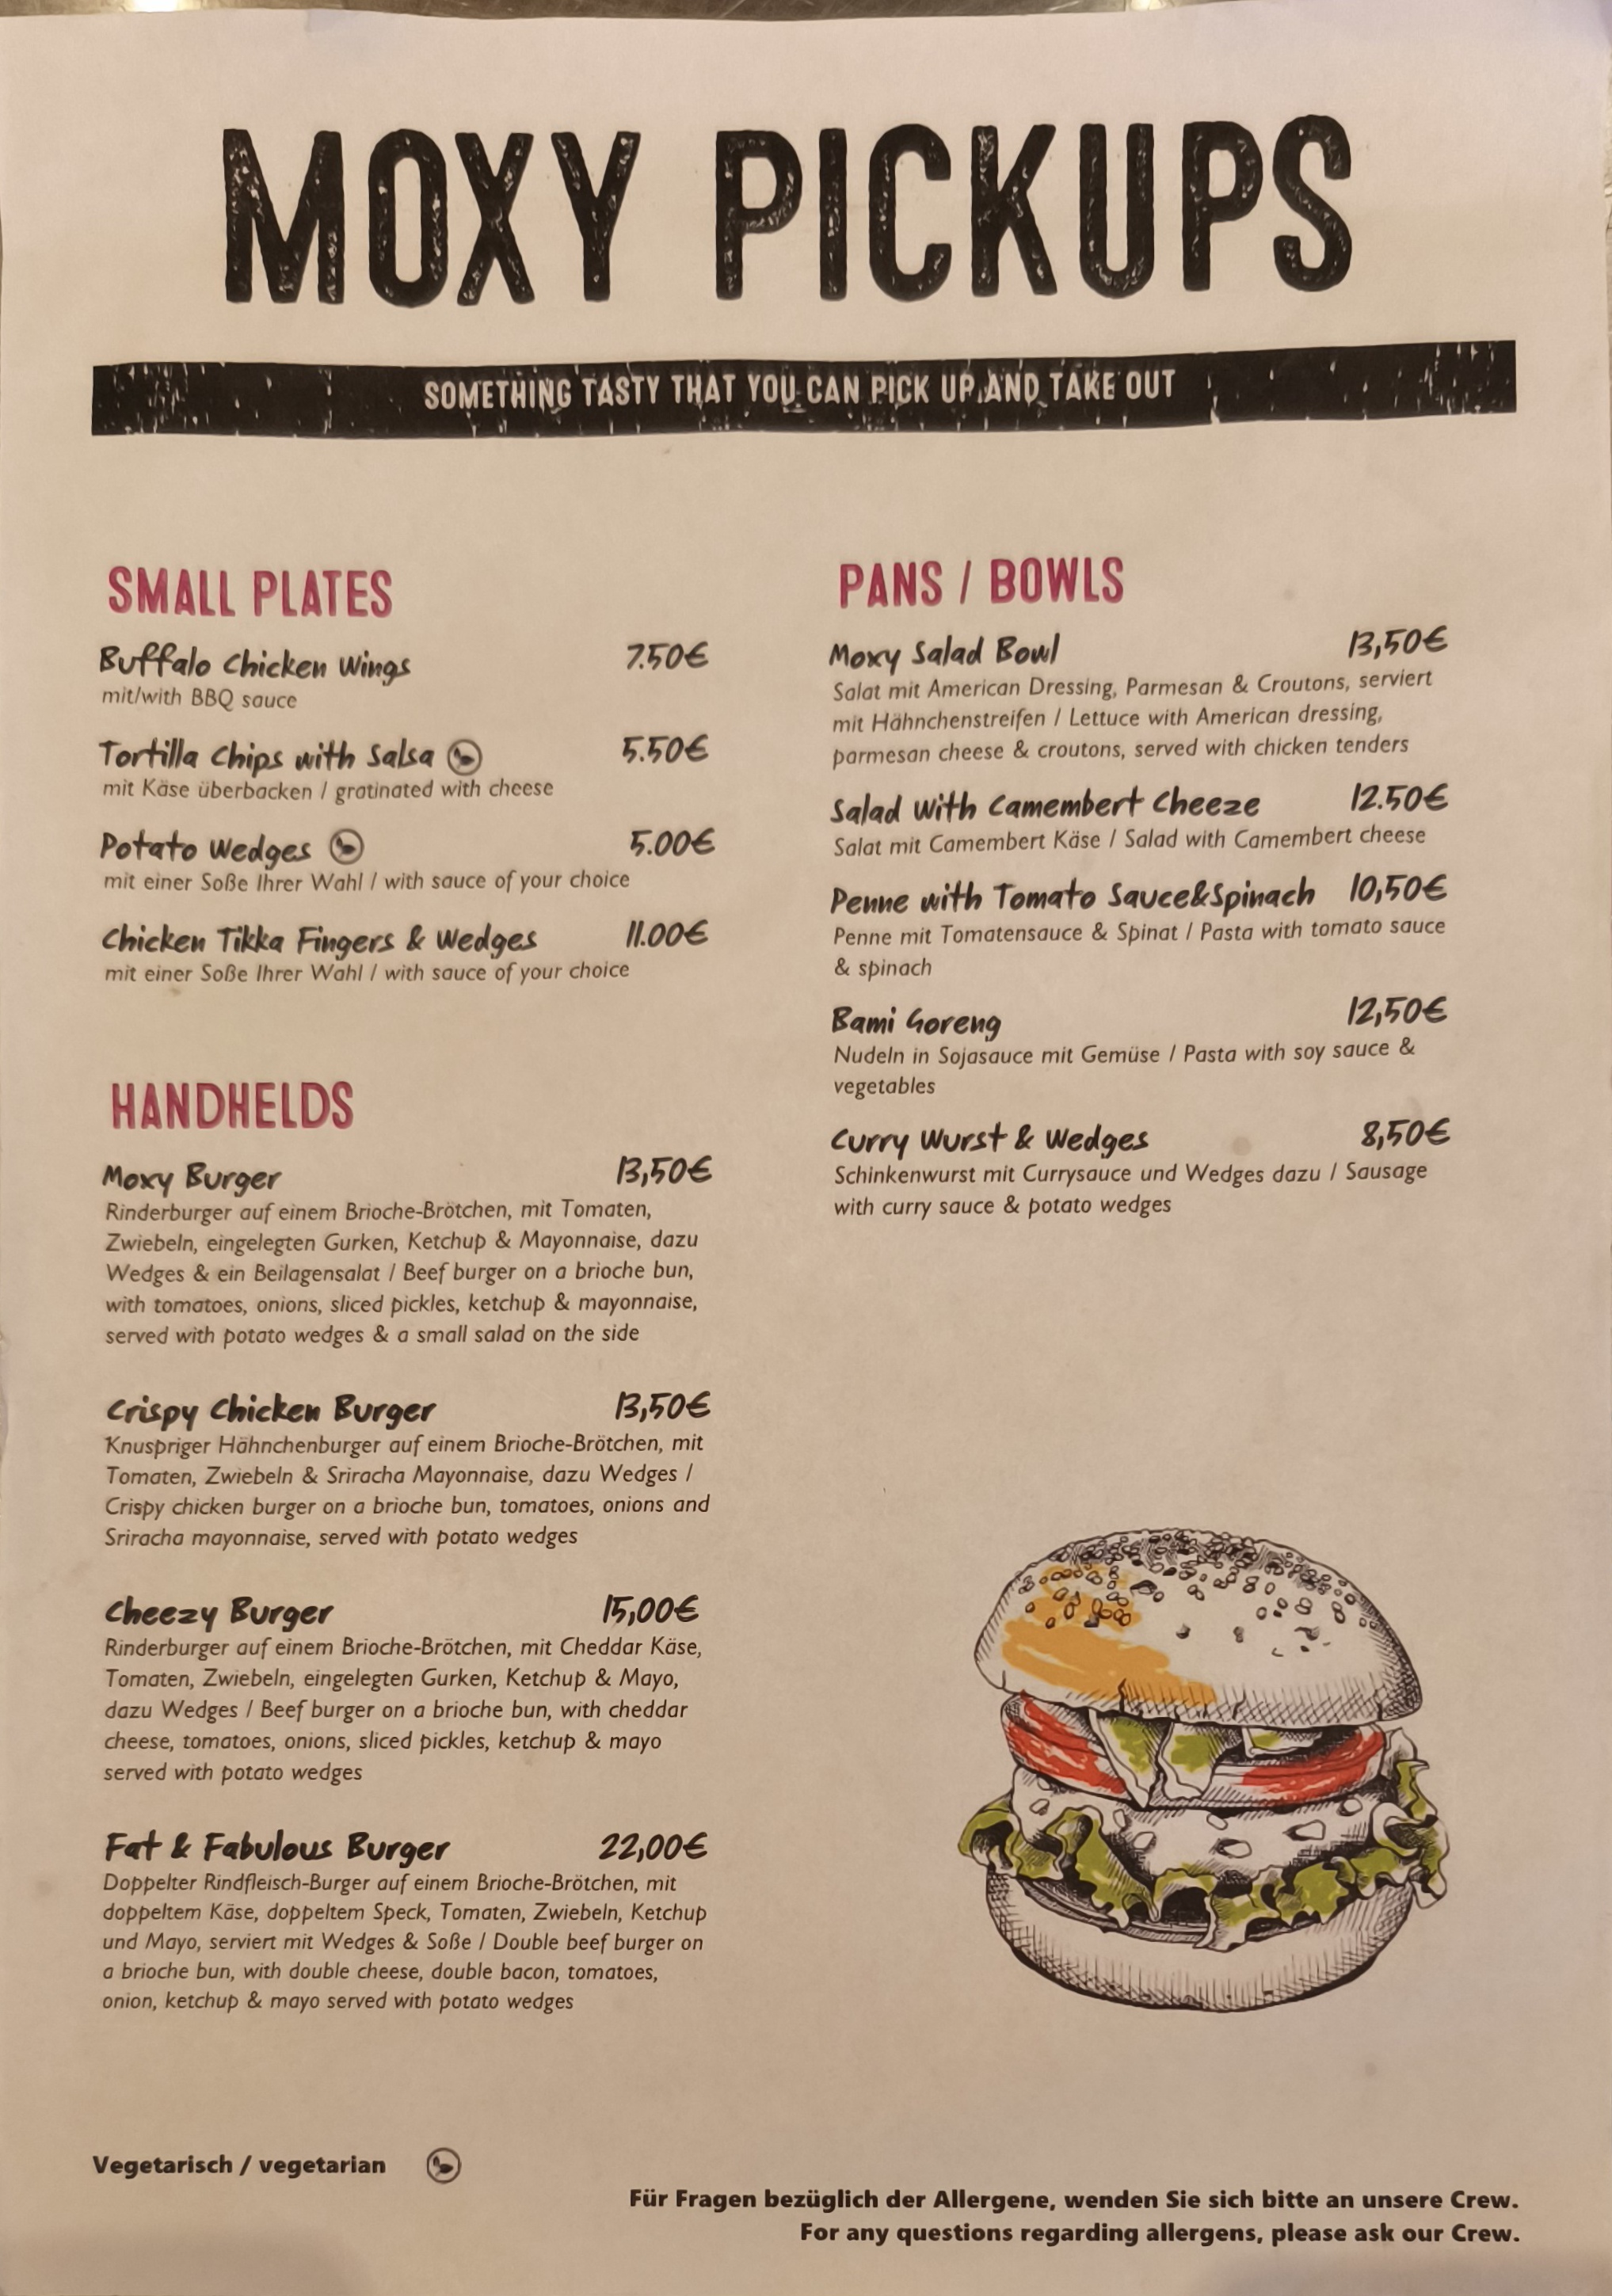 MOXY PICKUPS
SOMETHING TASTY THAT YOU CAN PICK UP AND TAKE OUT
SMALL PLATES
Buffalo Chicken Wings 7.50€
mit/with BBQ sauce
Tortilla Chips with Salsa 5.50€
mit Käse überbacken / gratinated with cheese
Potato Wedges 5.00€
mit einer Soße Ihrer Wahl / with sauce of your choice
Chicken Tikka Fingers & Wedges 11.00€
mit einer Soße Ihrer Wahl / with sauce of your choice
HANDHELDS
Moxy Burger 13,50€
Rinderburger auf einem Brioche-Brötchen, mit Tomaten,
Zwiebeln, eingelegten Gurken, Ketchup & Mayonnaise, dazu
Wedges & ein Beilagensalat / Beef burger on a brioche bun,
with tomatoes, onions, sliced pickles, ketchup & mayonnaise,
served with potato wedges & a small salad on the side
Crispy Chicken Burger 13,50€
Knuspriger Hähnchenburger auf einem Brioche-Brötchen, mit
Tomaten, Zwiebeln & Sriracha Mayonnaise, dazu Wedges /
Crispy chicken burger on a brioche bun, tomatoes, onions and
Sriracha mayonnaise, served with potato wedges
Cheezy Burger 15,00€
Rinderburger auf einem Brioche-Brötchen, mit Cheddar Käse,
Tomaten, Zwiebeln, eingelegten Gurken, Ketchup & Mayo,
dazu Wedges / Beef burger on a brioche bun, with cheddar
cheese, tomatoes, onions, sliced pickles, ketchup & mayo
served with potato wedges
Fat & Fabulous Burger 22,00€
Doppelter Rindfleisch-Burger auf einem Brioche-Brötchen, mit
doppeltem Käse, doppeltem Speck, Tomaten, Zwiebeln, Ketchup
und Mayo, serviert mit Wedges & Soße / Double beef burger on
a brioche bun, with double cheese, double bacon, tomatoes,
onion, ketchup & mayo served with potato wedges
PANS / BOWLS
Moxy Salad Bowl 13,50€
Salat mit American Dressing, Parmesan & Croutons, serviert
mit Hähnchenstreifen / Lettuce with American dressing,
parmesan cheese & croutons, served with chicken tenders
Salad with Camembert Cheeze 12.50€
Salat mit Camembert Käse / Salad with Camembert cheese
Penne with Tomato Sauce&Spinach 10,50€
Penne mit Tomatensauce & Spinat / Pasta with tomato sauce
& spinach
Bami Goreng 12,50€
Nudeln in Sojasauce mit Gemüse / Pasta with soy sauce &
vegetables
Curry Wurst & Wedges 8,50€
Schinkenwurst mit Currysauce und Wedges dazu / Sausage
with curry sauce & potato wedges
Vegetarisch / vegetarian
Für Fragen bezüglich der Allergene, wenden Sie sich bitte an unsere Crew.
For any questions regarding allergens, please ask our Crew.